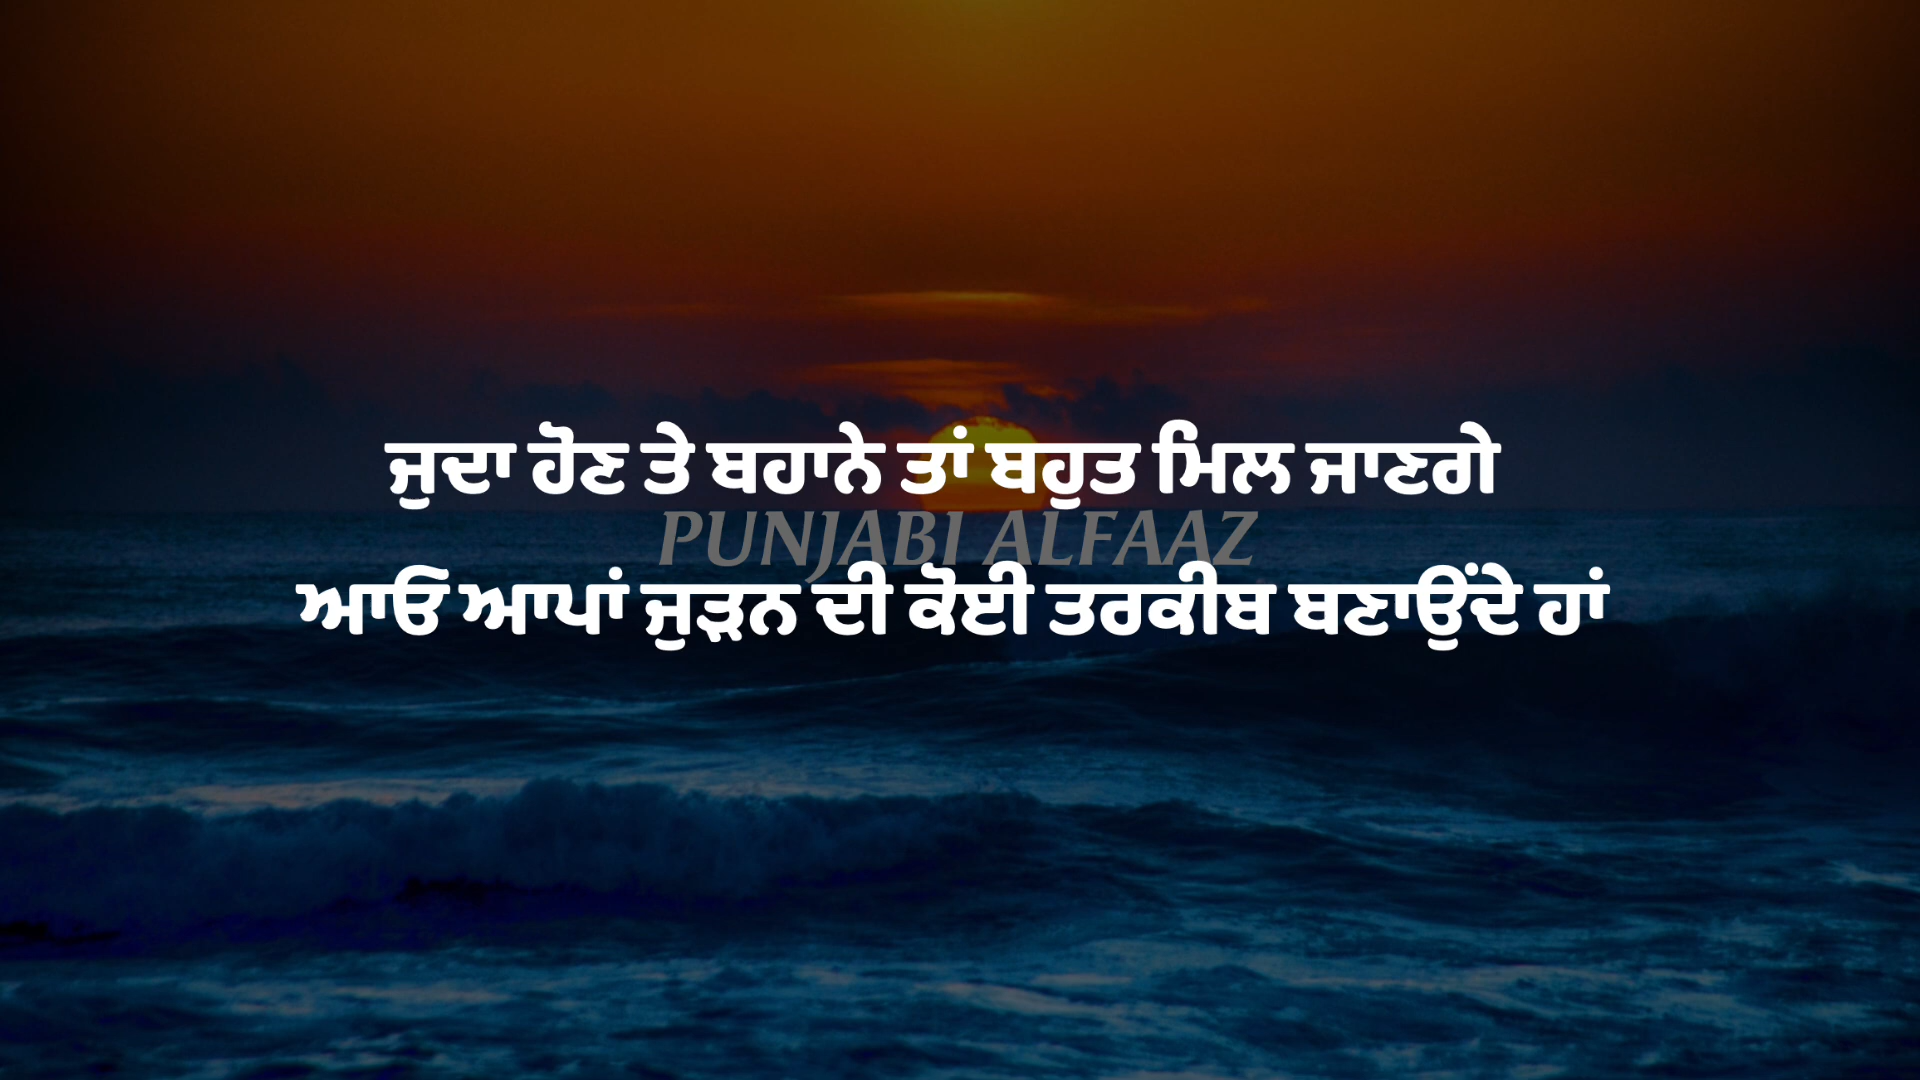 ਜੁਦਾ ਹੋਣ ਤੇ ਬਹਾਨੇ ਤਾਂ ਬਹੁਤ ਮਿਲ ਜਾਣਗੇ
PUNJABI ALFAAZ
ਆਓ ਆਪਾਂ ਜੁੜਨ ਦੀ ਕੋਈ ਤਰਕੀਬ ਬਣਾਉਂਦੇ ਹਾਂ